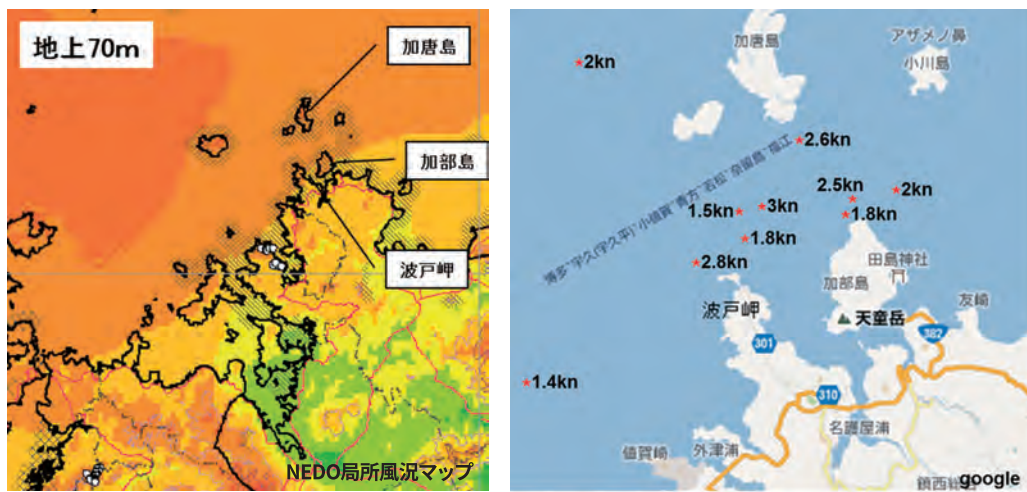 地上70m
加唐島
加部島
波戸岬
NEDO局所風況マップ
加唐島
アザメノ鼻
小川島
2kn
2.6kn
博多~宇久(宇久平)~小値賀~青方~若松~奈留島~福江
2.5kn
2kn
1.5kn
3kn
1.8kn
1.8kn
2.8kn
田島神社
加部島
波戸岬
天童岳
友崎
382
301
1.4kn
310
名護屋浦
外津浦
値賀崎
鎮西総
google